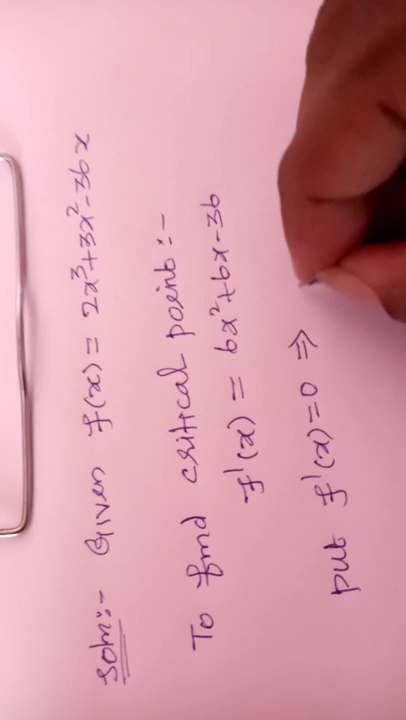 Soln:- Given f(x) = 2x³+3x²-36x
To find critical points:-
f'(x) = 6x²+6x-36
put f'(x)=0 ⇒